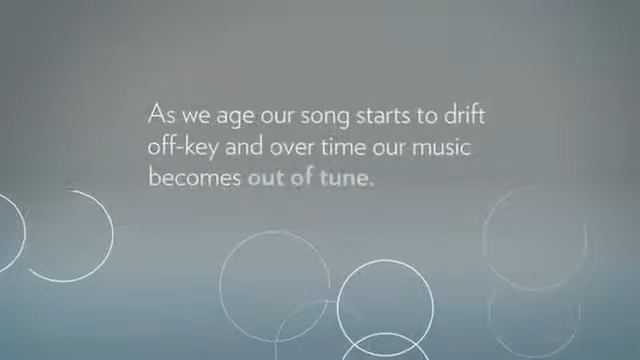 As we age our song starts to drift
off-key and over time our music
becomes out of tune.